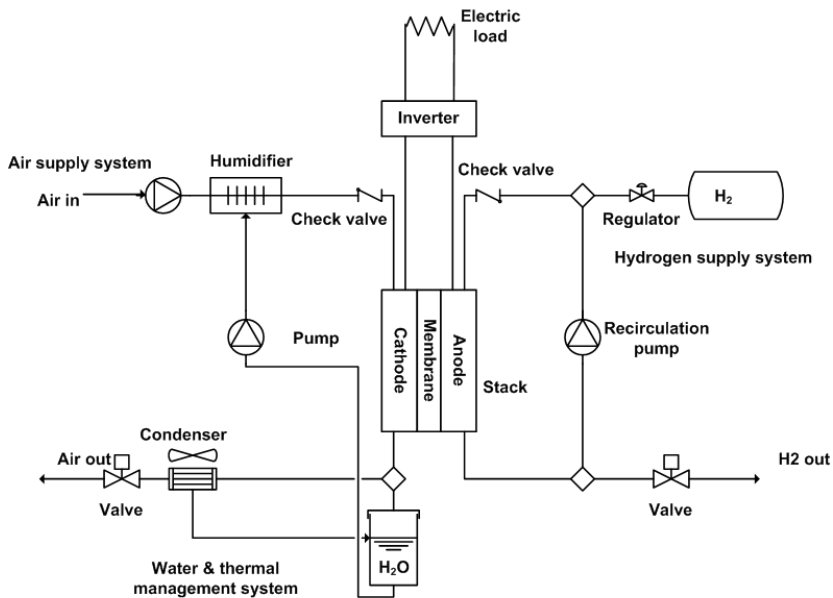 Electric
load
Inverter
Air supply system
Humidifier
Check valve
Air in
Check valve
Regulator
H2
Hydrogen supply system
Cathode
Membrane
Anode
Pump
Recirculation
pump
Stack
Condenser
Air out
Valve
H2 out
Valve
H2O
Water & thermal
management system